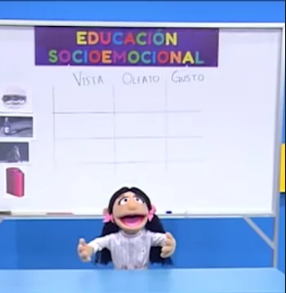 EDUCACIÓN
SOCIOEMOCIONAL
VISTA OLFATO GUSTO